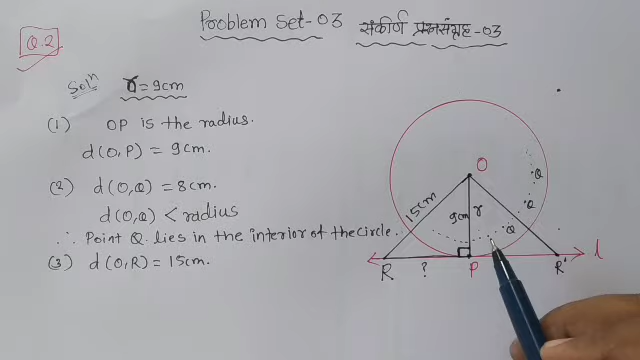 Problem Set-03 संकीर्ण प्रश्नसंग्रह-03
Q.2
Solⁿ r = 9cm
(1) OP is the radius.
d(O,P) = 9cm.
(2) d(O,Q) = 8cm.
d(O,Q) < radius
∴ Point Q. lies in the interior of the circle.
(3) d(O,R) = 15cm.
O
15cm
9cm r
Q
Q
Q
R ? P R' l